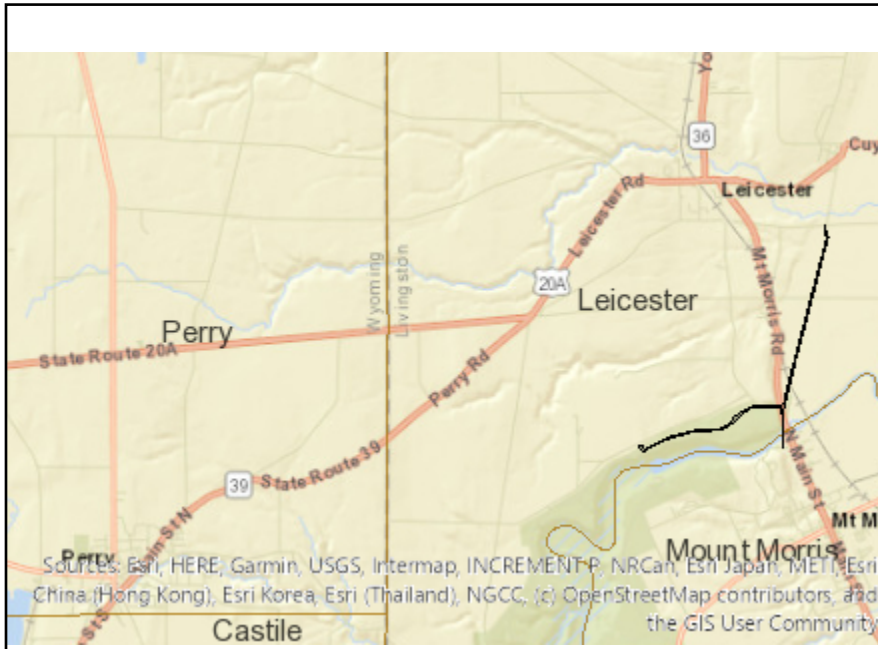 Yo
36
Cuy
Leicester
Leicester Rd
Mt Morris Rd
Wyoming
Livingston
20A
Leicester
Perry
State Route 20A
Perry Rd
State Route 39
39
N Main St
Main St N
Mt M
Mount Morris
Perry
Sources: Esri, HERE, Garmin, USGS, Intermap, INCREMENT P, NRCan, Esri Japan, METI, Esri
China (Hong Kong), Esri Korea, Esri (Thailand), NGCC, (c) OpenStreetMap contributors, and
the GIS User Community
Castile